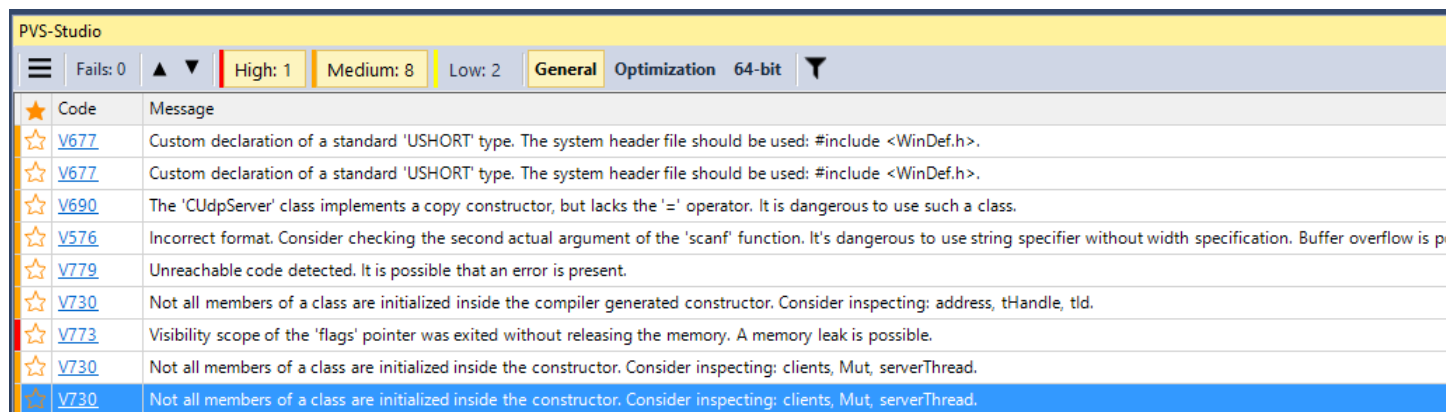 PVS-Studio
Fails: 0 High: 1 Medium: 8 Low: 2 General Optimization 64-bit
Code Message
V677 Custom declaration of a standard 'USHORT' type. The system header file should be used: #include <WinDef.h>.
V677 Custom declaration of a standard 'USHORT' type. The system header file should be used: #include <WinDef.h>.
V690 The 'CUdpServer' class implements a copy constructor, but lacks the '=' operator. It is dangerous to use such a class.
V576 Incorrect format. Consider checking the second actual argument of the 'scanf' function. It's dangerous to use string specifier without width specification. Buffer overflow is
V779 Unreachable code detected. It is possible that an error is present.
V730 Not all members of a class are initialized inside the compiler generated constructor. Consider inspecting: address, tHandle, tId.
V773 Visibility scope of the 'flags' pointer was exited without releasing the memory. A memory leak is possible.
V730 Not all members of a class are initialized inside the constructor. Consider inspecting: clients, Mut, serverThread.
V730 Not all members of a class are initialized inside the constructor. Consider inspecting: clients, Mut, serverThread.